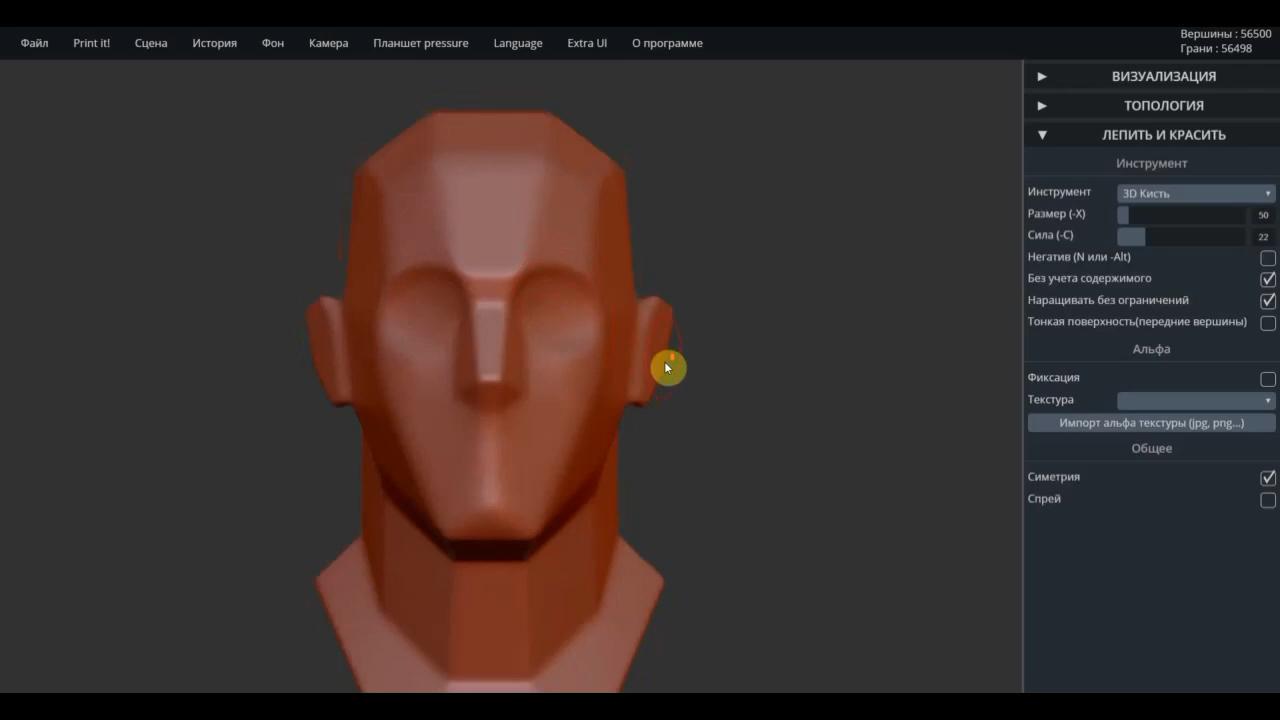 Файл Print it! Сцена История Фон Камера Планшет pressure Language Extra UI О программе
Вершины : 56500
Грани : 56498
ВИЗУАЛИЗАЦИЯ
ТОПОЛОГИЯ
ЛЕПИТЬ И КРАСИТЬ
Инструмент
Инструмент 3D Кисть
Размер (-X) 50
Сила (-C) 22
Негатив (N или -Alt)
Без учета содержимого
Наращивать без ограничений
Тонкая поверхность(передние вершины)
Альфа
Фиксация
Текстура
Импорт альфа текстуры (jpg, png...)
Общее
Симетрия
Спрей